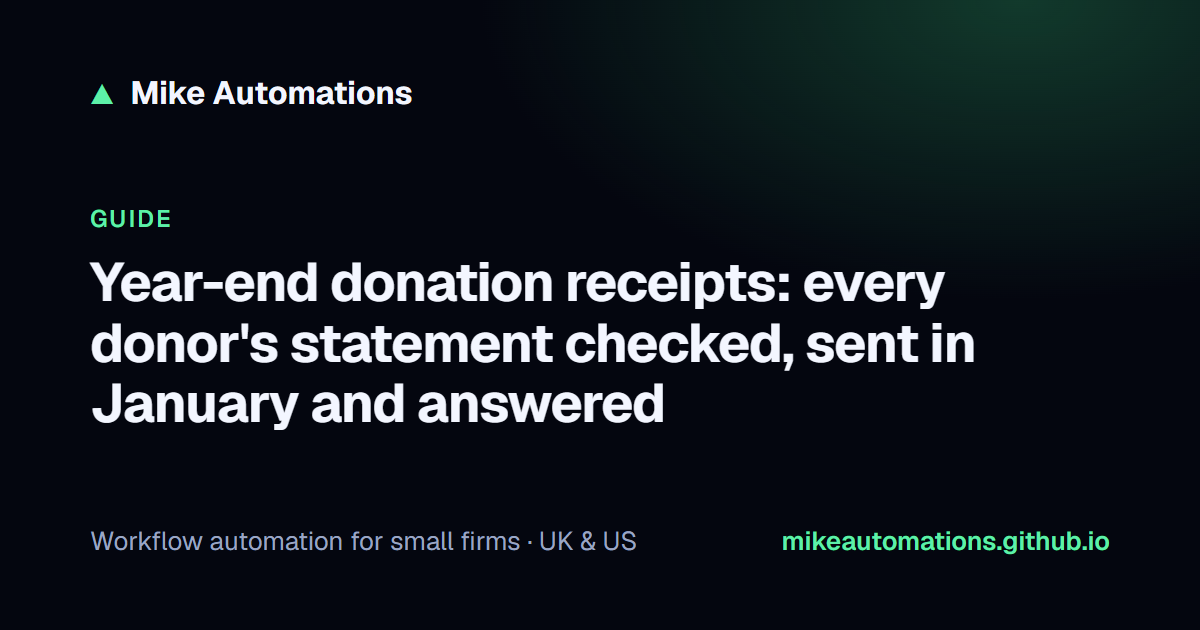 Mike Automations
GUIDE
Year-end donation receipts: every
donor's statement checked, sent in
January and answered
Workflow automation for small firms · UK & US
mikeautomations.github.io